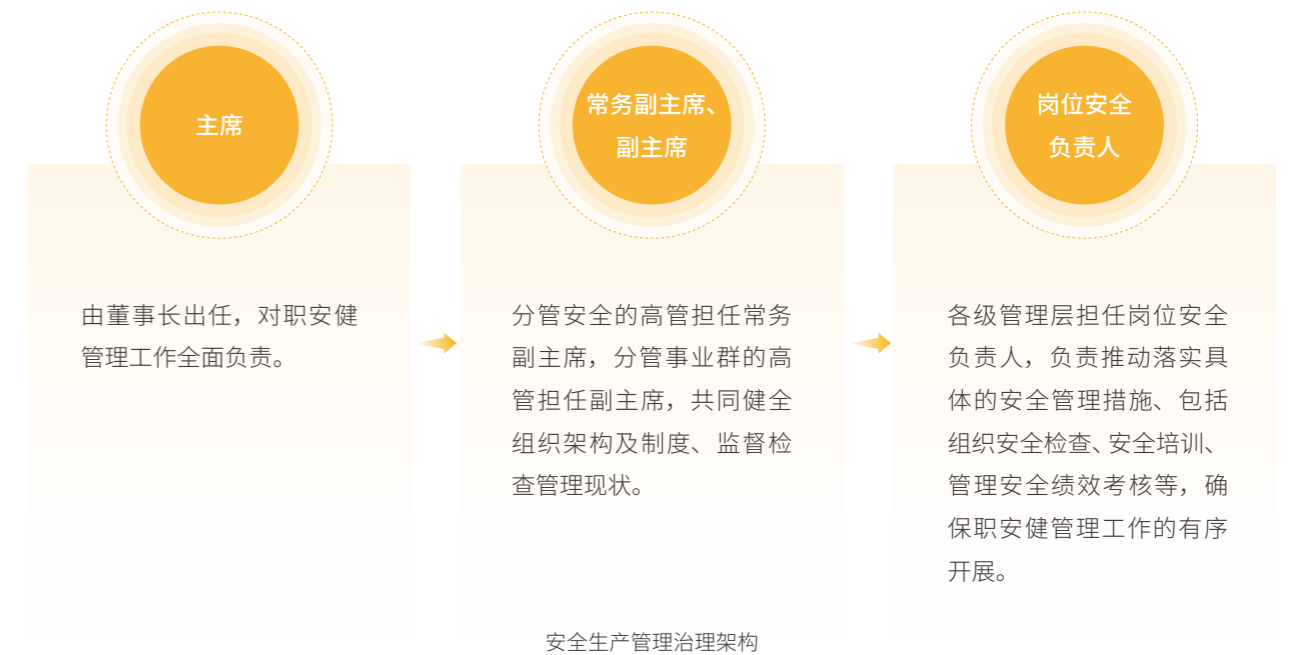 主席
由董事长出任，对职安健
管理工作全面负责。
常务副主席、
副主席
分管安全的高管担任常务
副主席，分管事业群的高
管担任副主席，共同健全
组织架构及制度、监督检
查管理现状。
岗位安全
负责人
各级管理层担任岗位安全
负责人，负责推动落实具
体的安全管理措施、包括
组织安全检查、安全培训、
管理安全绩效考核等，确
保职安健管理工作的有序
开展。
安全生产管理治理架构